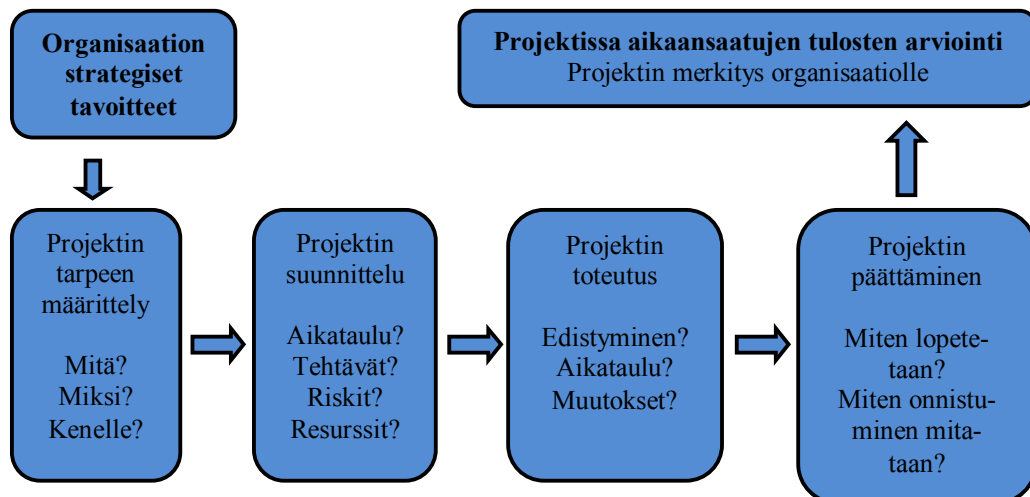 Organisaation
strategiset
tavoitteet
Projektissa aikaansaatujen tulosten arviointi
Projektin merkitys organisaatiolle
Projektin
tarpeen
määrittely
Mitä?
Miksi?
Kenelle?
Projektin
suunnittelu
Aikataulu?
Tehtävät?
Riskit?
Resurssit?
Projektin
toteutus
Edistyminen?
Aikataulu?
Muutokset?
Projektin
päättäminen
Miten lopete-
taan?
Miten onnistu-
minen mita-
taan?